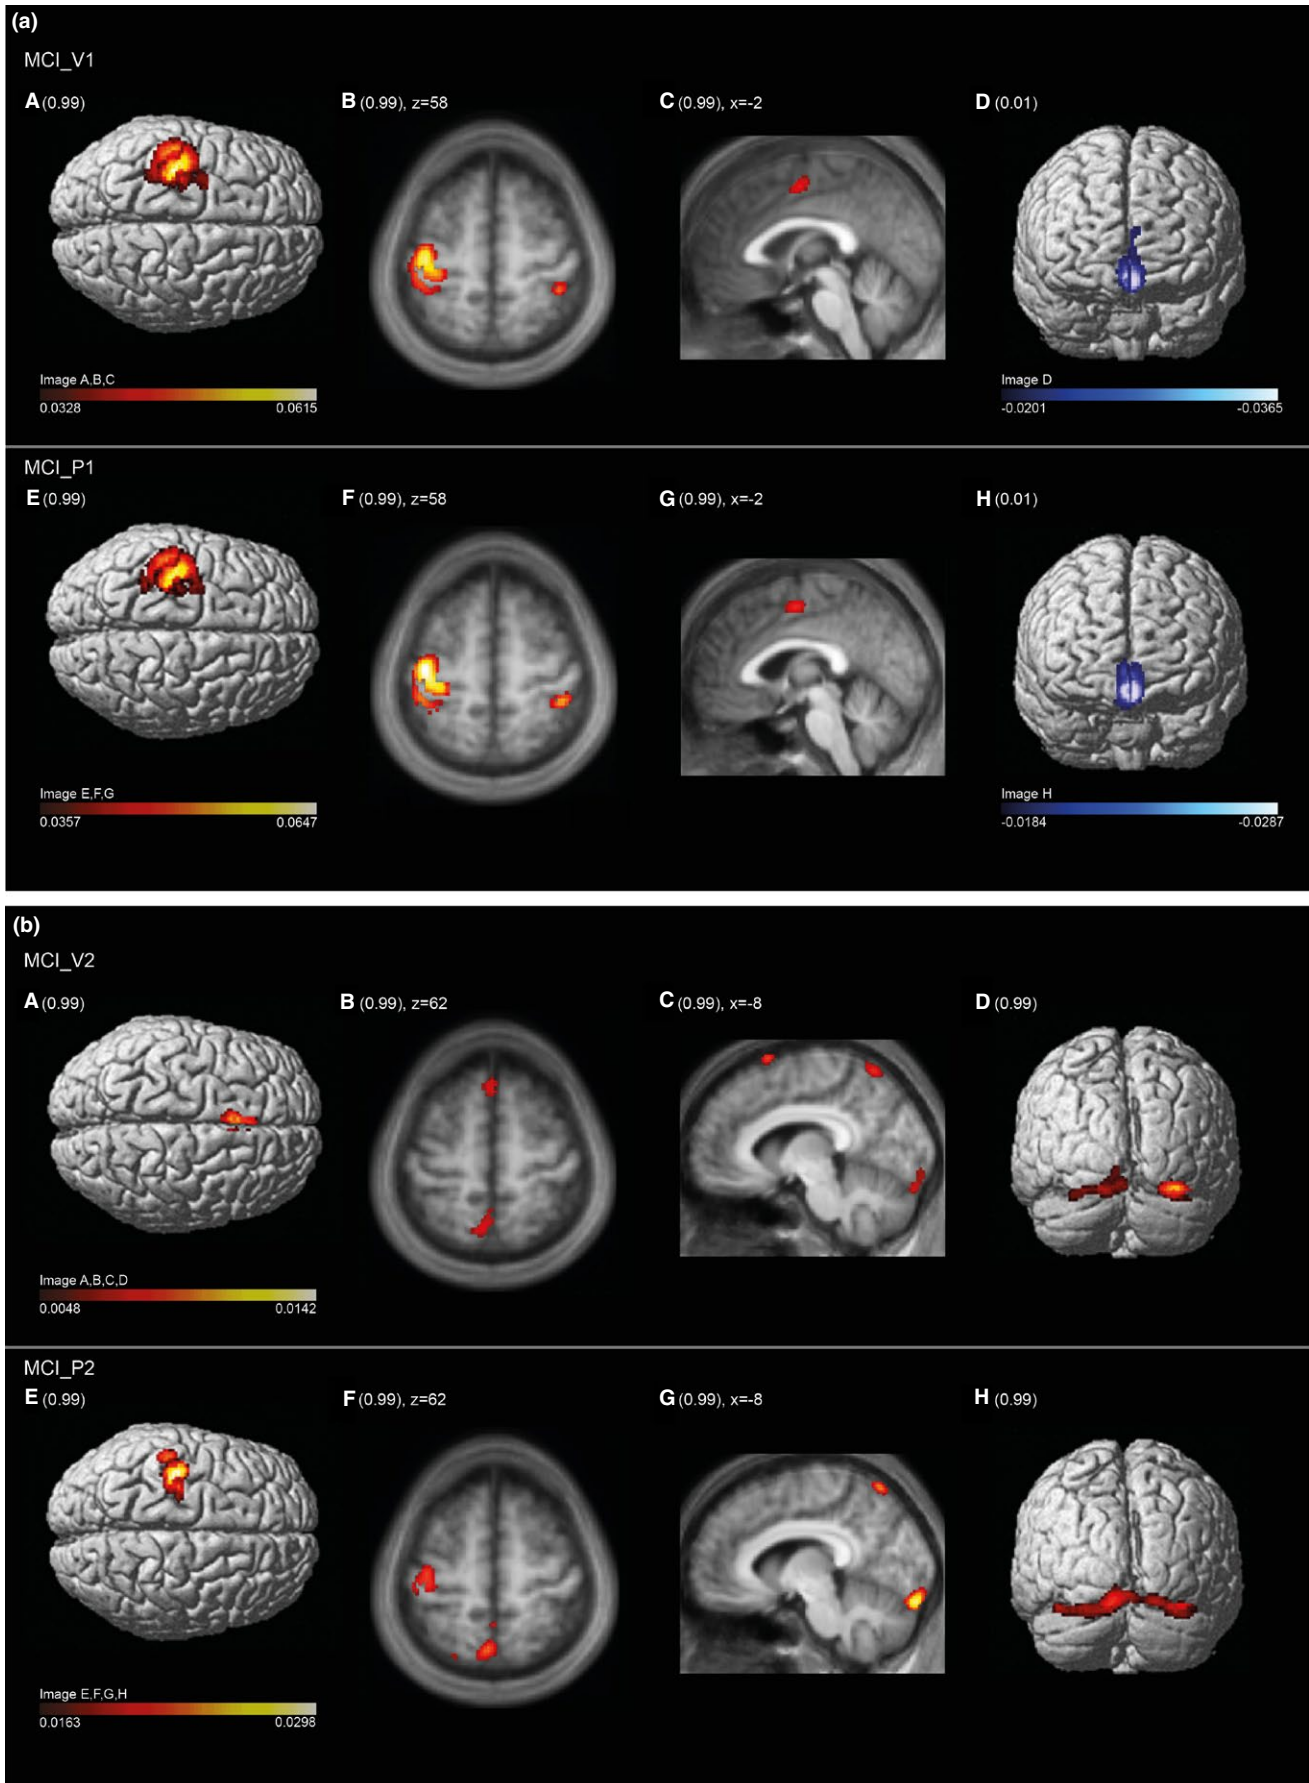 (a)
MCI_V1
A (0.99)
B (0.99), z=58
C (0.99), x=-2
D (0.01)
Image A,B,C
0.0328 0.0615
Image D
-0.0201 -0.0365
MCI_P1
E (0.99)
F (0.99), z=58
G (0.99), x=-2
H (0.01)
Image E,F,G
0.0357 0.0647
Image H
-0.0184 -0.0287
(b)
MCI_V2
A (0.99)
B (0.99), z=62
C (0.99), x=-8
D (0.99)
Image A,B,C,D
0.0048 0.0142
MCI_P2
E (0.99)
F (0.99), z=62
G (0.99), x=-8
H (0.99)
Image E,F,G,H
0.0163 0.0298